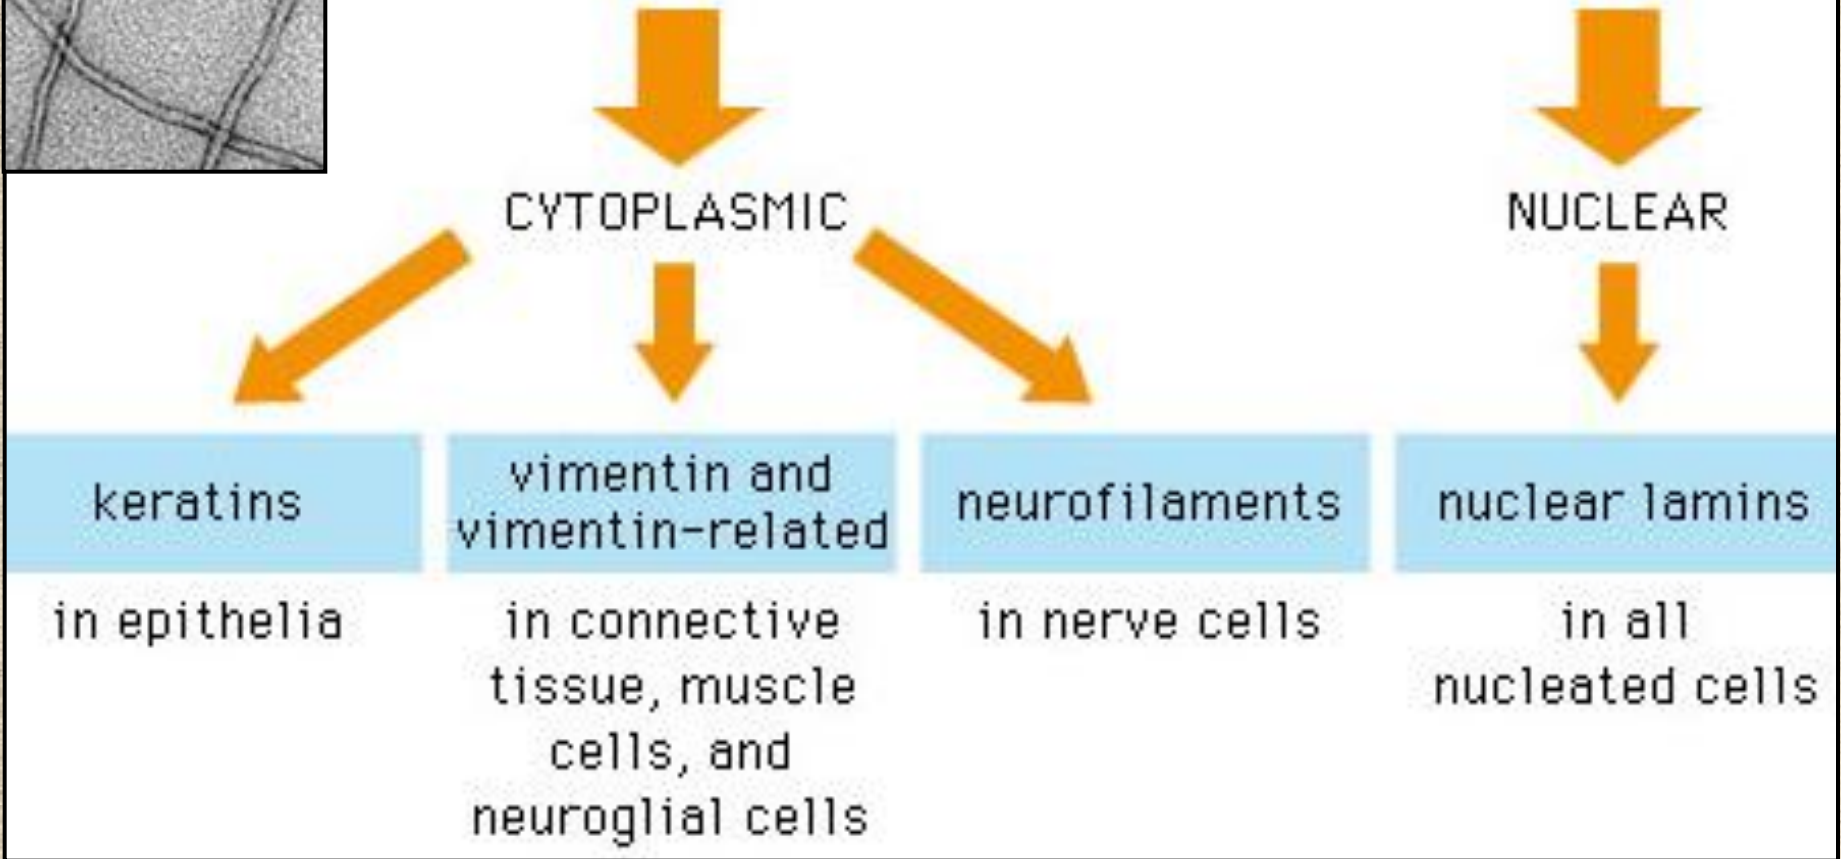 CYTOPLASMIC
NUCLEAR
keratins
vimentin and
vimentin-related
neurofilaments
nuclear lamins
in epithelia
in connective
tissue, muscle
cells, and
neuroglial cells
in nerve cells
in all
nucleated cells